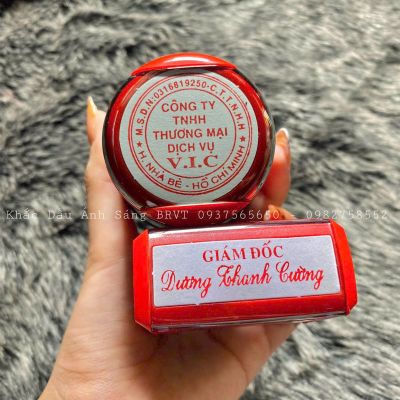 M.S.D.N:0316819250-C.T.T.N.H.H
CÔNG TY
TNHH
THƯƠNG MẠI
DỊCH VỤ
V.I.C
H. NHÀ BÈ - HỒ CHÍ MINH
Khắc Dấu Ánh Sáng BRVT 0937565650 - 0982758552
GIÁM ĐỐC
Dương Thanh Cường